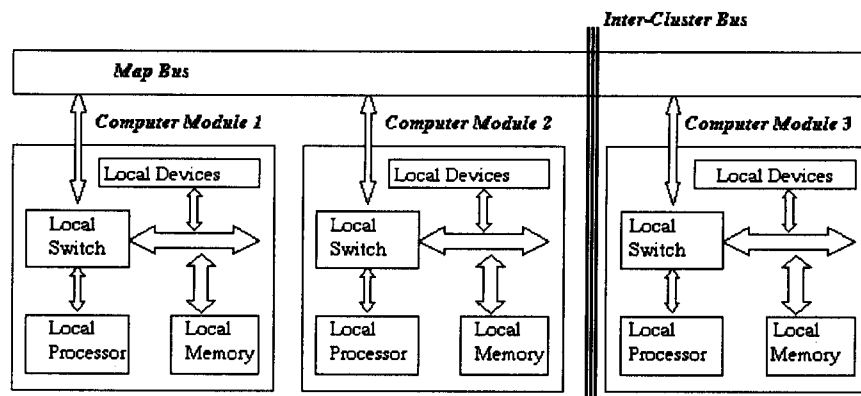 Inter-Cluster Bus
Map Bus
Computer Module 1
Computer Module 2
Computer Module 3
Local Devices
Local Devices
Local Devices
Local
Switch
Local
Switch
Local
Switch
Local
Processor
Local
Memory
Local
Processor
Local
Memory
Local
Processor
Local
Memory